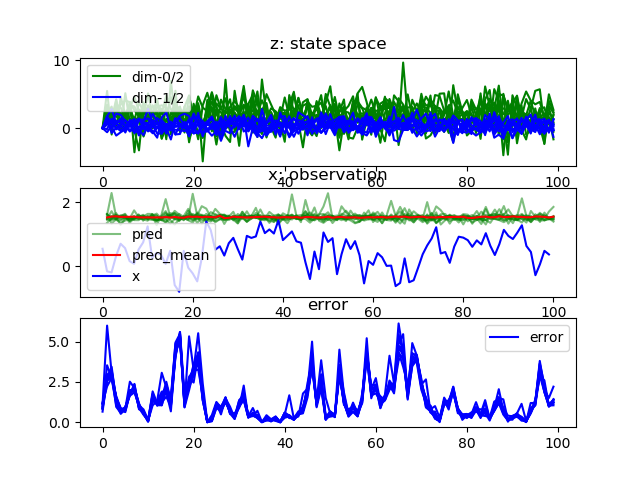 z: state space
10
0
dim-0/2
dim-1/2
0 20 40 60 80 100
x: observation
2
0
pred
pred_mean
x
0 20 40 60 80 100
error
5.0
2.5
0.0
error
0 20 40 60 80 100